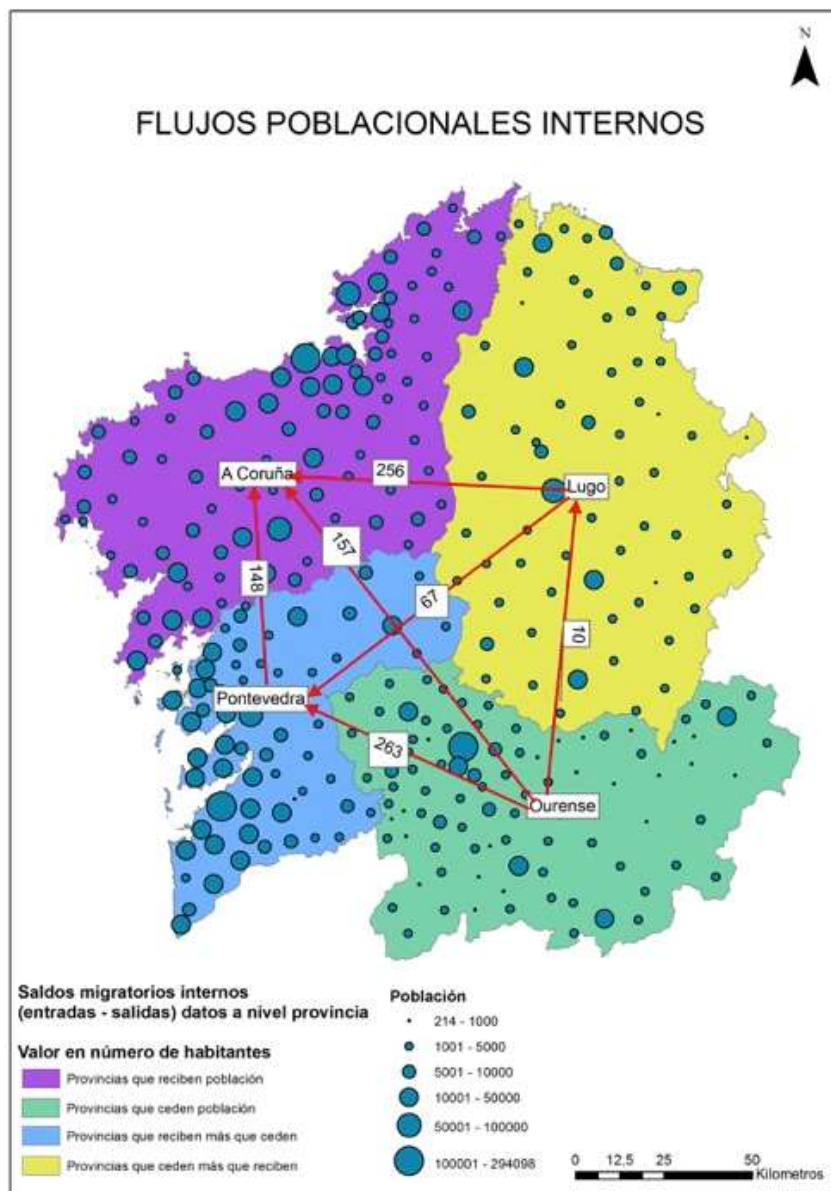 N
FLUJOS POBLACIONALES INTERNOS
A Coruña
256
Lugo
157
148
67
10
Pontevedra
263
Ourense
Saldos migratorios internos
(entradas - salidas) datos a nivel provincia
Valor en número de habitantes
Provincias que reciben población
Provincias que ceden población
Provincias que reciben más que ceden
Provincias que ceden más que reciben
Población
214 - 1000
1001 - 5000
5001 - 10000
10001 - 50000
50001 - 100000
100001 - 294098
0 12,5 25 50
Kilometros